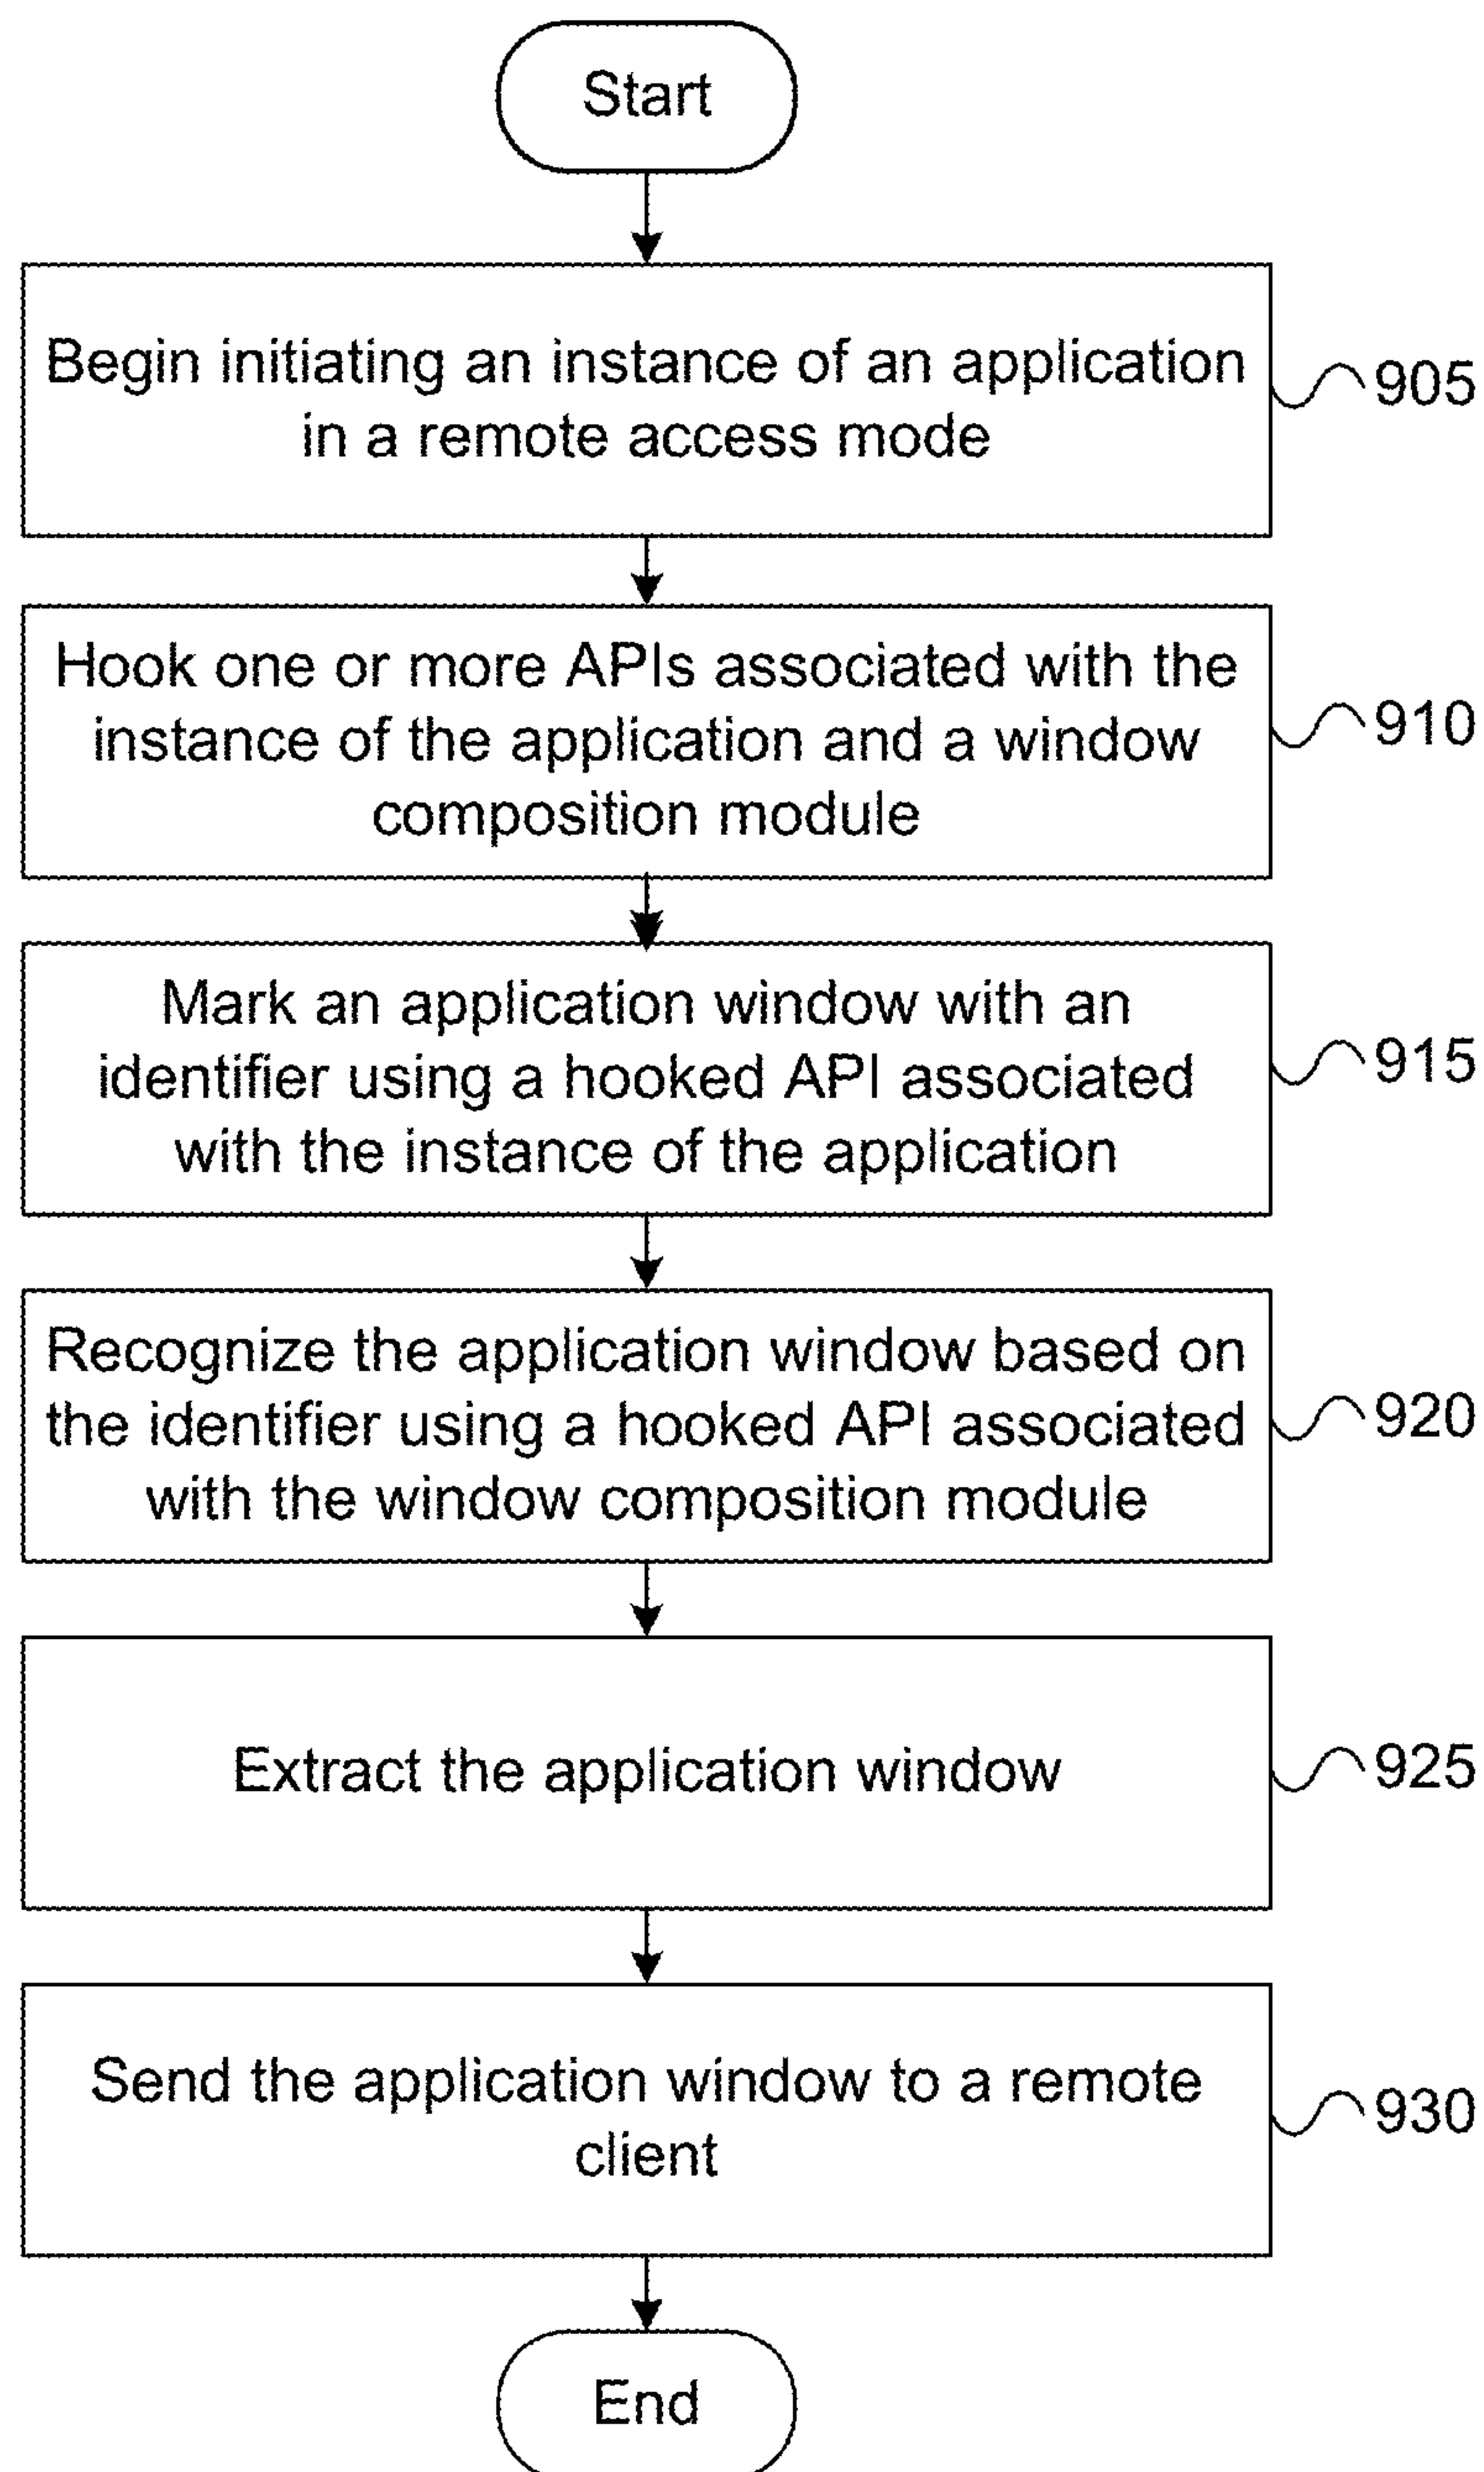 Start
Begin initiating an instance of an application
in a remote access mode
905
Hook one or more APIs associated with the
instance of the application and a window
composition module
910
Mark an application window with an
identifier using a hooked API associated
with the instance of the application
915
Recognize the application window based on
the identifier using a hooked API associated
with the window composition module
920
Extract the application window
925
Send the application window to a remote
client
930
End